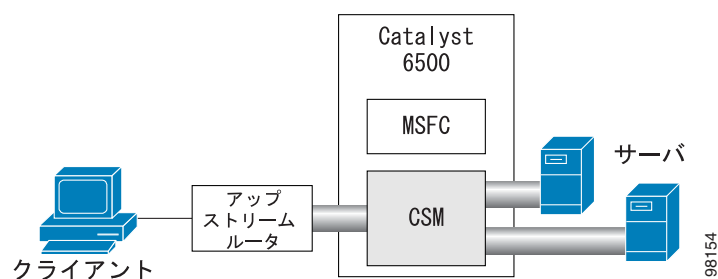 Catalyst
6500
MSFC
サーバ
アップ
ストリーム
ルータ
CSM
クライアント
98154